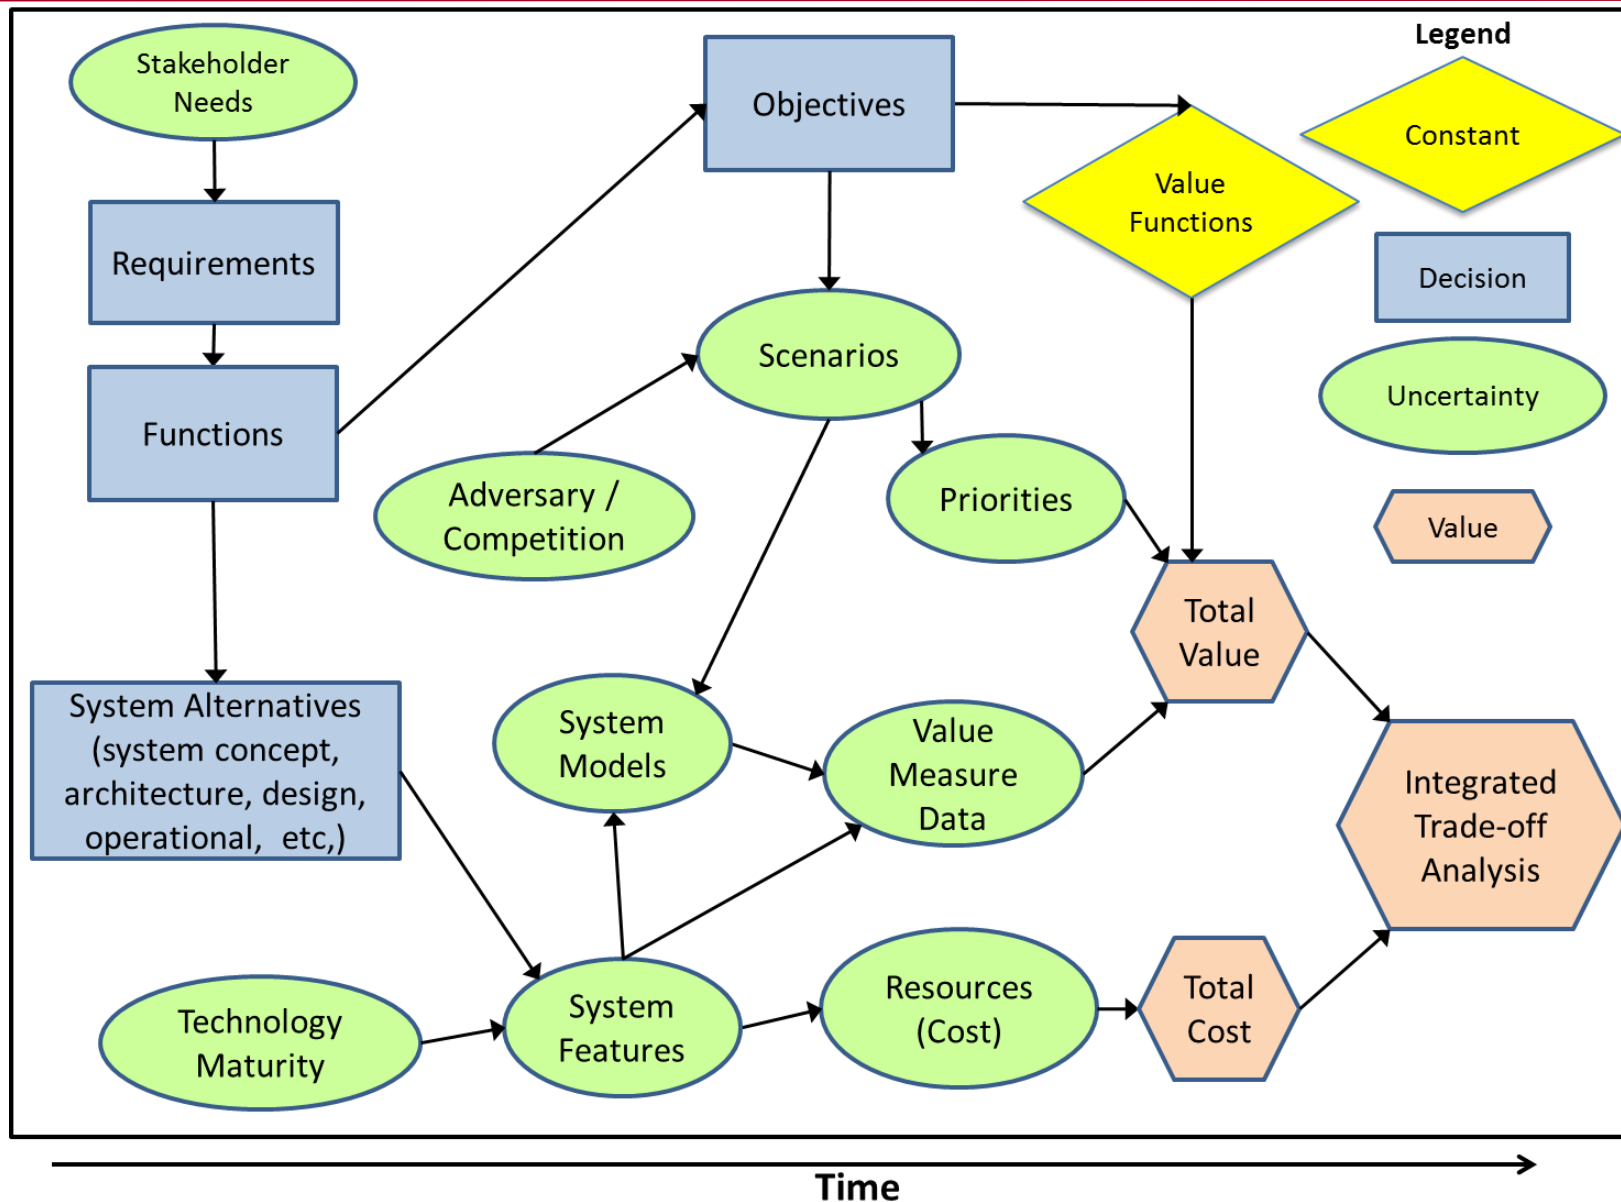 Stakeholder
Needs
Requirements
Functions
System Alternatives
(system concept,
architecture, design,
operational, etc,)
Technology
Maturity
Objectives
Scenarios
Adversary /
Competition
Priorities
System
Models
Value
Measure
Data
System
Features
Resources
(Cost)
Value
Functions
Total
Value
Total
Cost
Integrated
Trade-off
Analysis
Legend
Constant
Decision
Uncertainty
Value
Time